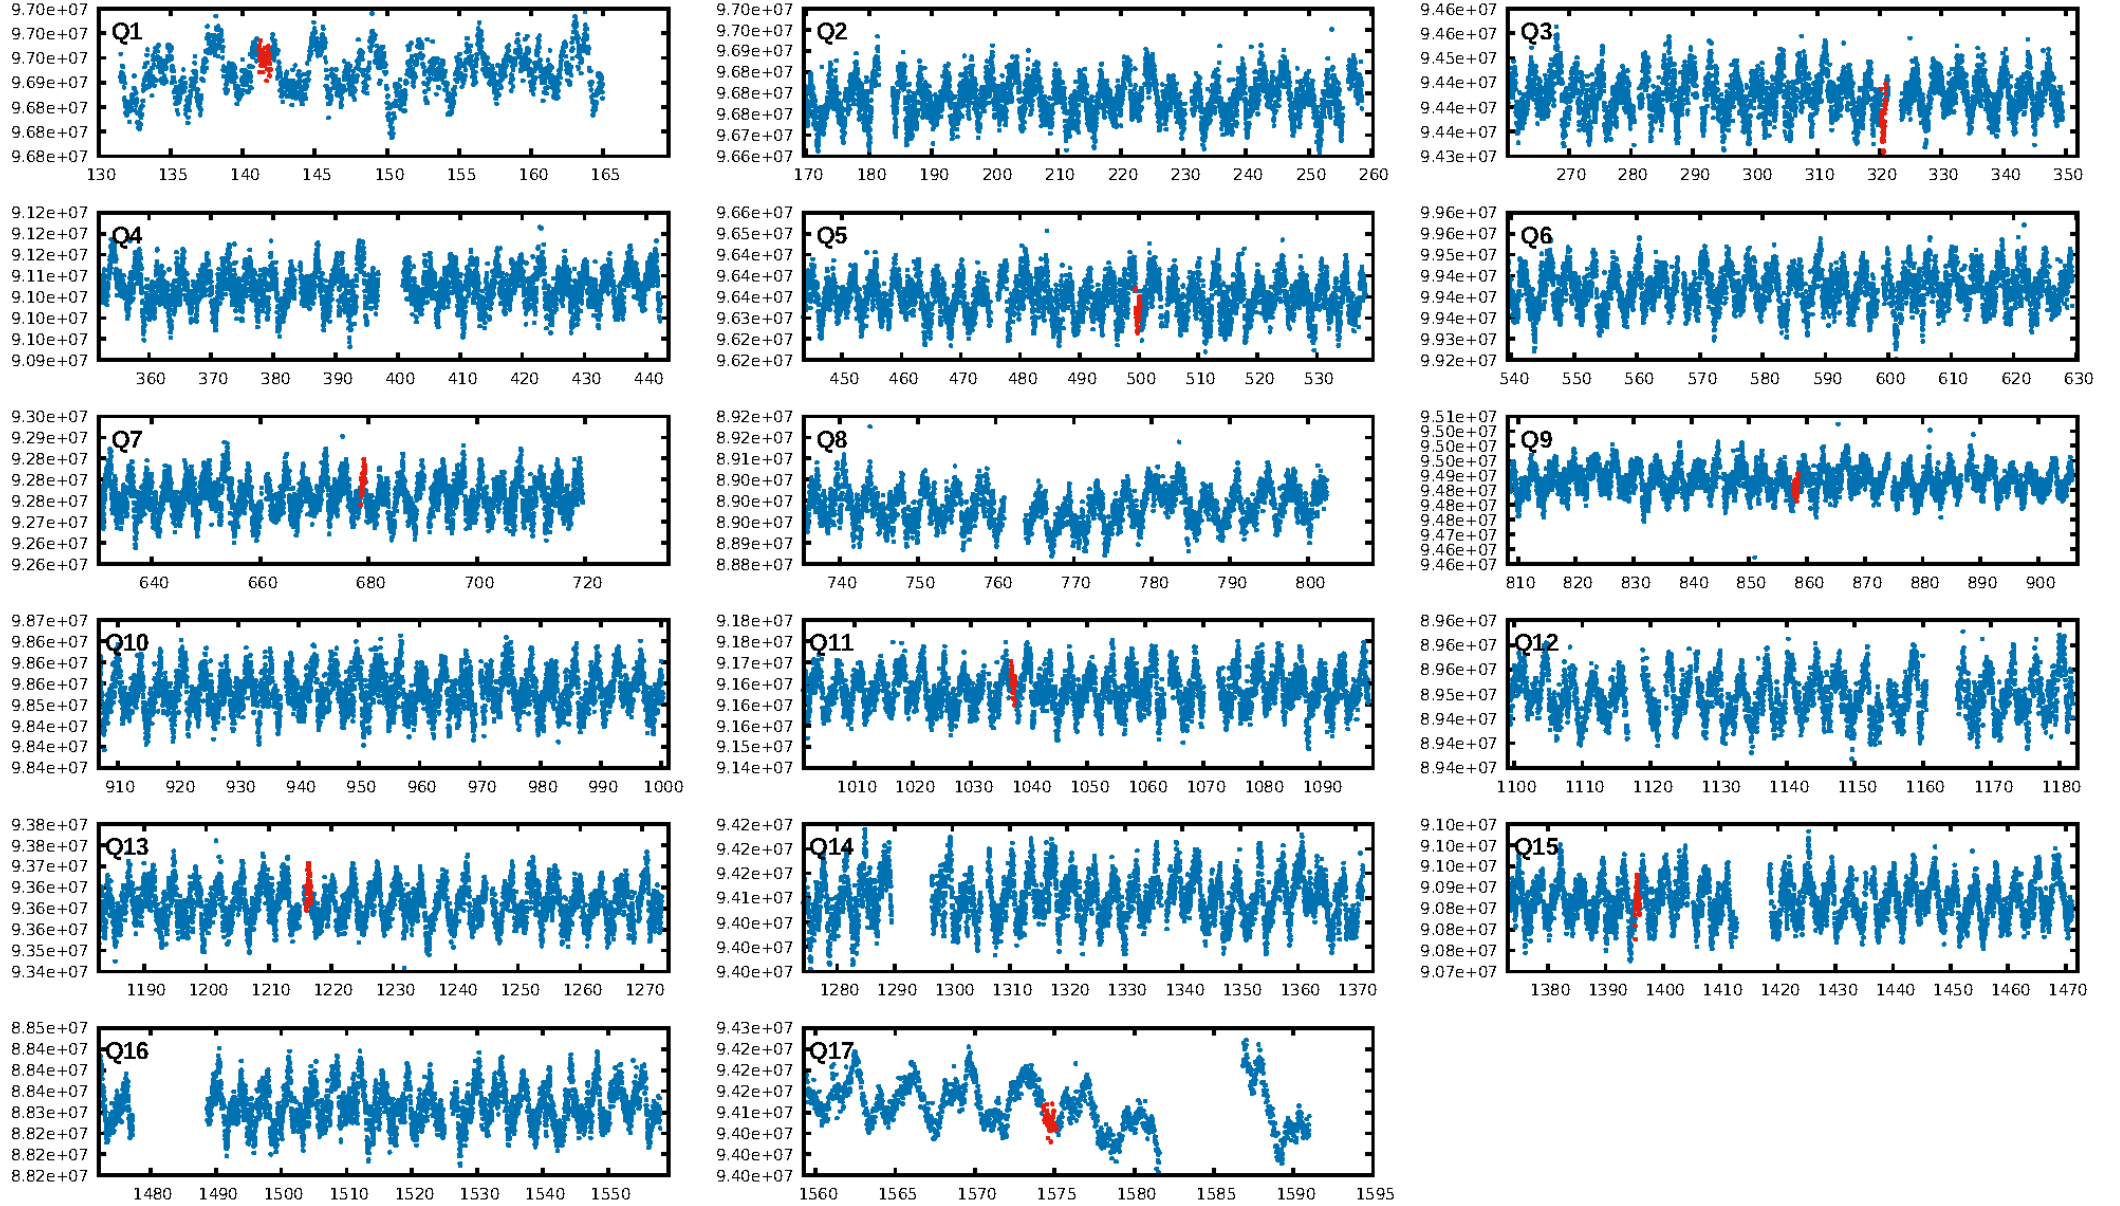 9.70e+07 9.70e+07 9.70e+07 9.69e+07 9.68e+07 9.68e+07 9.68e+07
Q1
130 135 140 145 150 155 160 165
9.70e+07 9.70e+07 9.69e+07 9.68e+07 9.68e+07 9.68e+07 9.67e+07 9.66e+07
Q2
170 180 190 200 210 220 230 240 250 260
9.46e+07 9.45e+07 9.45e+07 9.44e+07 9.44e+07 9.44e+07 9.43e+07
Q3
270 280 290 300 310 320 330 340 350
9.12e+07 9.12e+07 9.12e+07 9.11e+07 9.10e+07 9.10e+07 9.10e+07 9.09e+07
Q4
360 370 380 390 400 410 420 430 440
9.66e+07 9.65e+07 9.64e+07 9.64e+07 9.64e+07 9.63e+07 9.62e+07 9.62e+07
Q5
450 460 470 480 490 500 510 520 530
9.96e+07 9.96e+07 9.95e+07 9.94e+07 9.94e+07 9.94e+07 9.93e+07 9.92e+07
Q6
540 550 560 570 580 590 600 610 620 630
9.30e+07 9.29e+07 9.28e+07 9.28e+07 9.28e+07 9.27e+07 9.26e+07 9.26e+07
Q7
640 660 680 700 720
8.92e+07 8.92e+07 8.91e+07 8.90e+07 8.90e+07 8.90e+07 8.89e+07 8.88e+07
Q8
740 750 760 770 780 790 800
9.51e+07 9.50e+07 9.50e+07 9.50e+07 9.49e+07 9.48e+07 9.48e+07 9.48e+07 9.47e+07 9.46e+07 9.46e+07
Q9
810 820 830 840 850 860 870 880 890 900
9.87e+07 9.86e+07 9.86e+07 9.86e+07 9.85e+07 9.84e+07 9.84e+07 9.84e+07
Q10
910 920 930 940 950 960 970 980 990 1000
9.18e+07 9.18e+07 9.17e+07 9.16e+07 9.16e+07 9.16e+07 9.15e+07 9.14e+07
Q11
1010 1020 1030 1040 1050 1060 1070 1080 1090
8.96e+07 8.96e+07 8.96e+07 8.95e+07 8.94e+07 8.94e+07 8.94e+07
Q12
1100 1110 1120 1130 1140 1150 1160 1170 1180
9.38e+07 9.38e+07 9.37e+07 9.36e+07 9.36e+07 9.36e+07 9.35e+07 9.34e+07
Q13
1190 1200 1210 1220 1230 1240 1250 1260 1270
9.42e+07 9.42e+07 9.42e+07 9.41e+07 9.40e+07 9.40e+07 9.40e+07
Q14
1280 1290 1300 1310 1320 1330 1340 1350 1360 1370
9.10e+07 9.10e+07 9.10e+07 9.09e+07 9.08e+07 9.08e+07 9.08e+07 9.07e+07
Q15
1380 1390 1400 1410 1420 1430 1440 1450 1460 1470
8.85e+07 8.84e+07 8.84e+07 8.84e+07 8.83e+07 8.82e+07 8.82e+07 8.82e+07
Q16
1480 1490 1500 1510 1520 1530 1540 1550
9.43e+07 9.42e+07 9.42e+07 9.42e+07 9.41e+07 9.40e+07 9.40e+07 9.40e+07
Q17
1560 1565 1570 1575 1580 1585 1590 1595